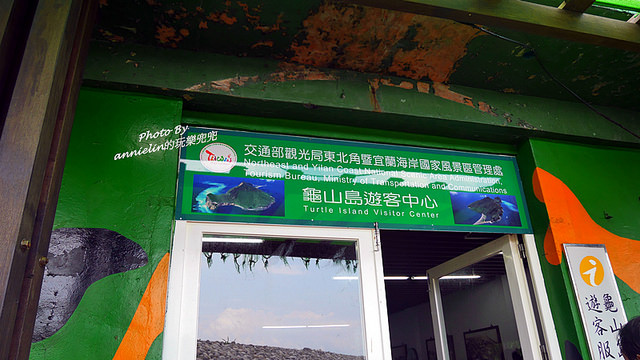 Photo By
annielin的玩樂兜兜
交通部觀光局東北角暨宜蘭海岸國家風景區管理處
Northeast and Yilan Coast National Scenic Area Administration,
Tourism Bureau, Ministry of Transportation and Communications
龜山島遊客中心
Turtle Island Visitor Center
i
龜山
遊客服